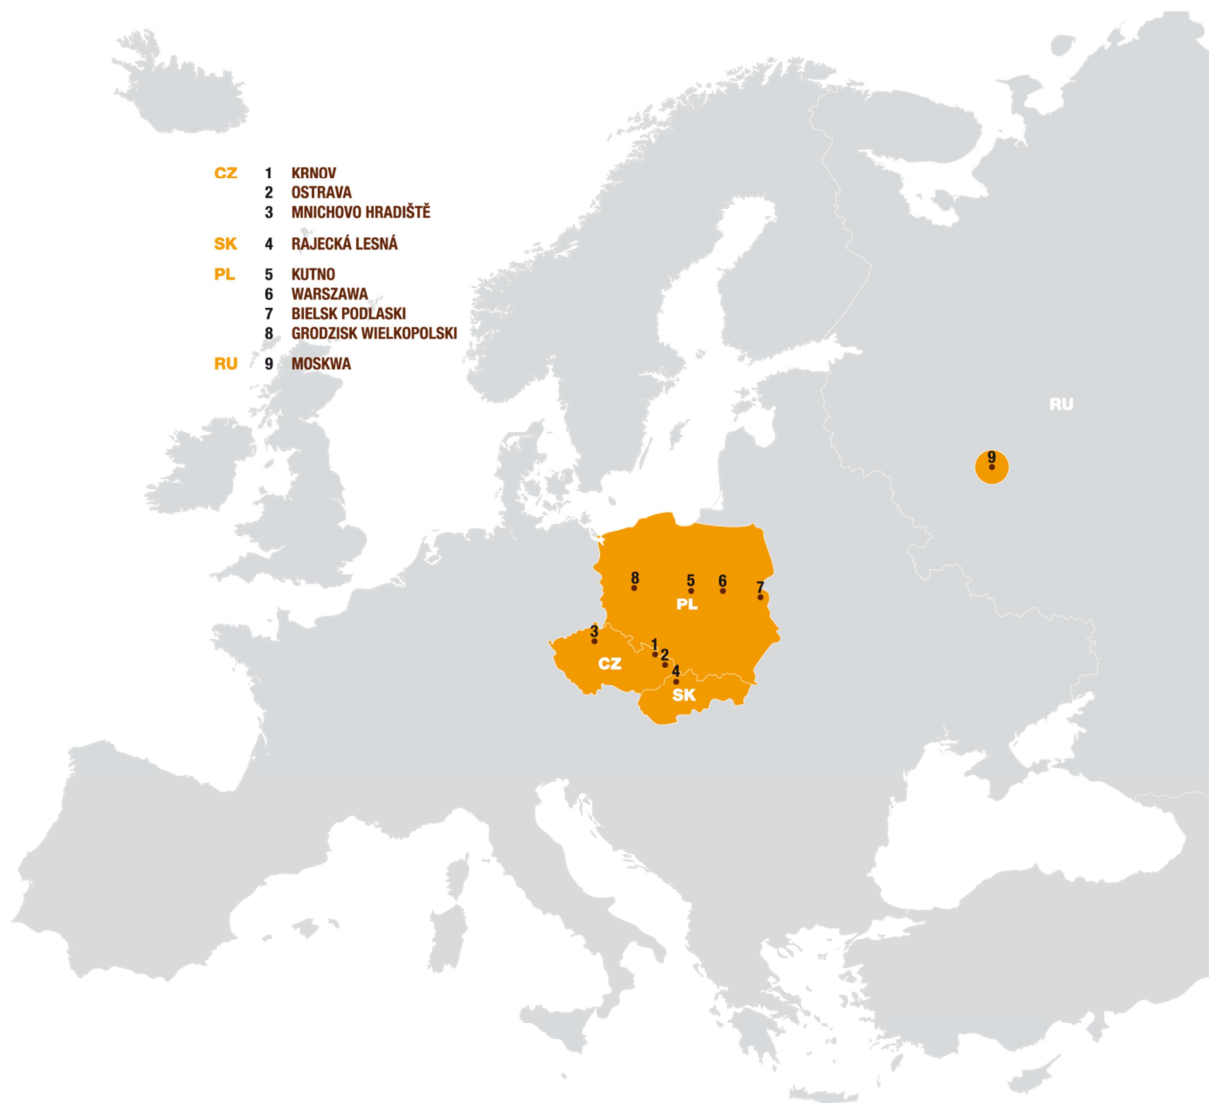 CZ 1 KRNOV
2 OSTRAVA
3 MNICHOVO HRADIŠTĚ
SK 4 RAJECKÁ LESNÁ
PL 5 KUTNO
6 WARSZAWA
7 BIELSK PODLASKI
8 GRODZISK WIELKOPOLSKI
RU 9 MOSKWA
RU
9
8 5 6 7
PL
3
1
CZ 2
4
SK